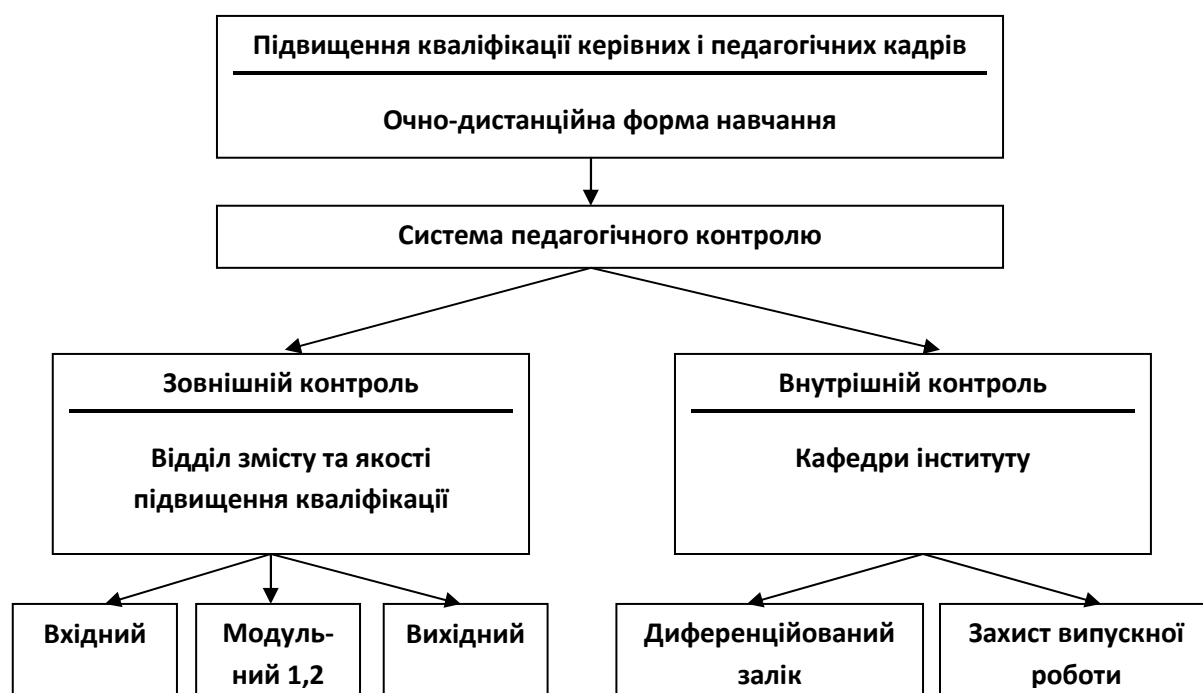 Підвищення кваліфікації керівних і педагогічних кадрів
Очно-дистанційна форма навчання
Система педагогічного контролю
Зовнішній контроль
Відділ змісту та якості
підвищення кваліфікації
Внутрішній контроль
Кафедри інституту
Вхідний
Модуль-
ний 1,2
Вихідний
Диференційований
залік
Захист випускної
роботи